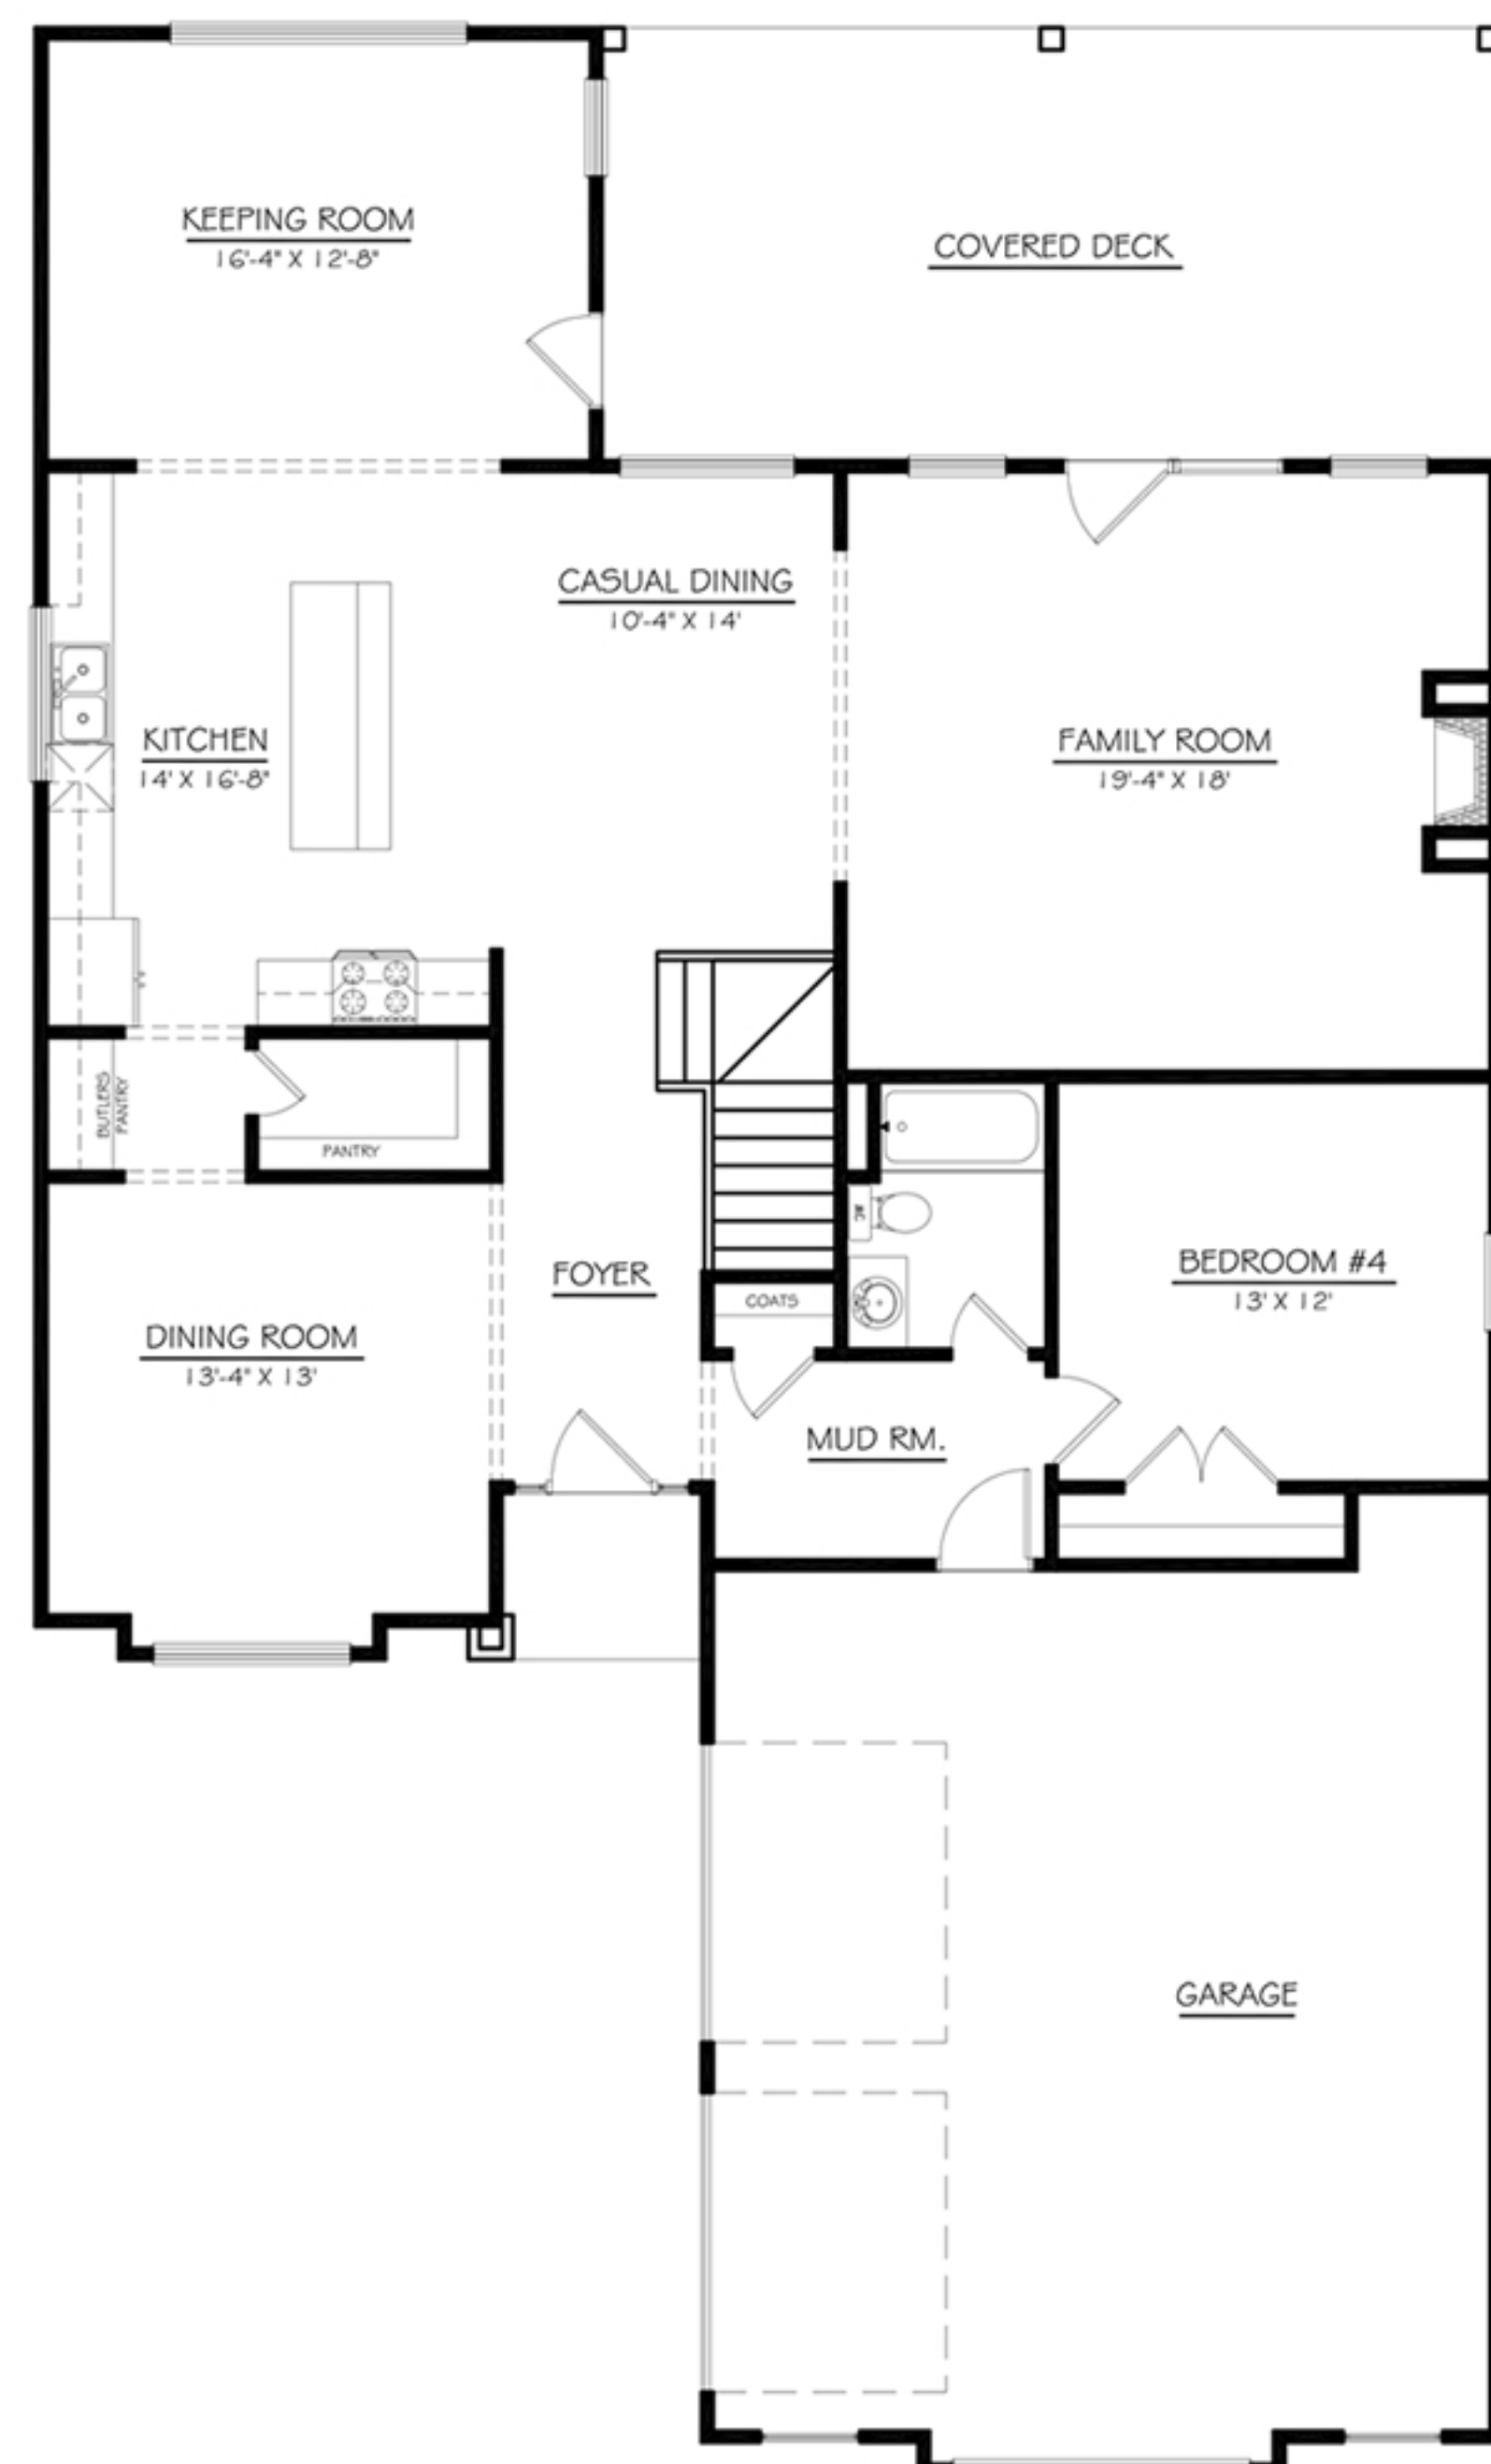 KEEPING ROOM
16'-4" X 12'-8"
COVERED DECK
CASUAL DINING
10'-4" X 14'
KITCHEN
14' X 16'-8"
FAMILY ROOM
19'-4" X 18'
BUTLERS
PANTRY
PANTRY
FOYER
COATS
BEDROOM #4
13' X 12'
DINING ROOM
13'-4" X 13'
MUD RM.
GARAGE